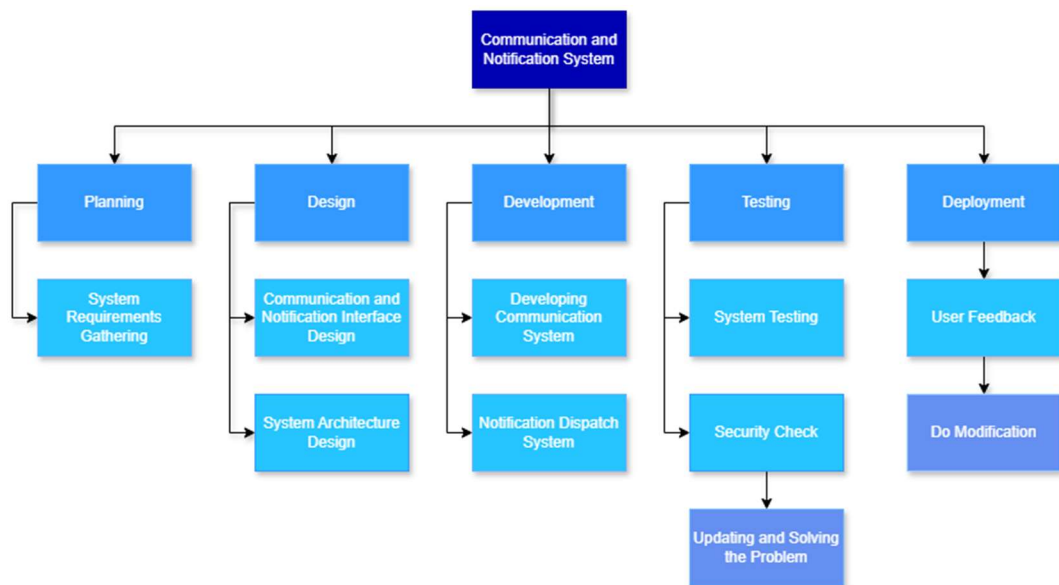 Communication and
Notification System
Planning
Design
Development
Testing
Deployment
System
Requirements
Gathering
Communication and
Notification Interface
Design
Developing
Communication
System
System Testing
User Feedback
System Architecture
Design
Notification Dispatch
System
Security Check
Do Modification
Updating and Solving
the Problem